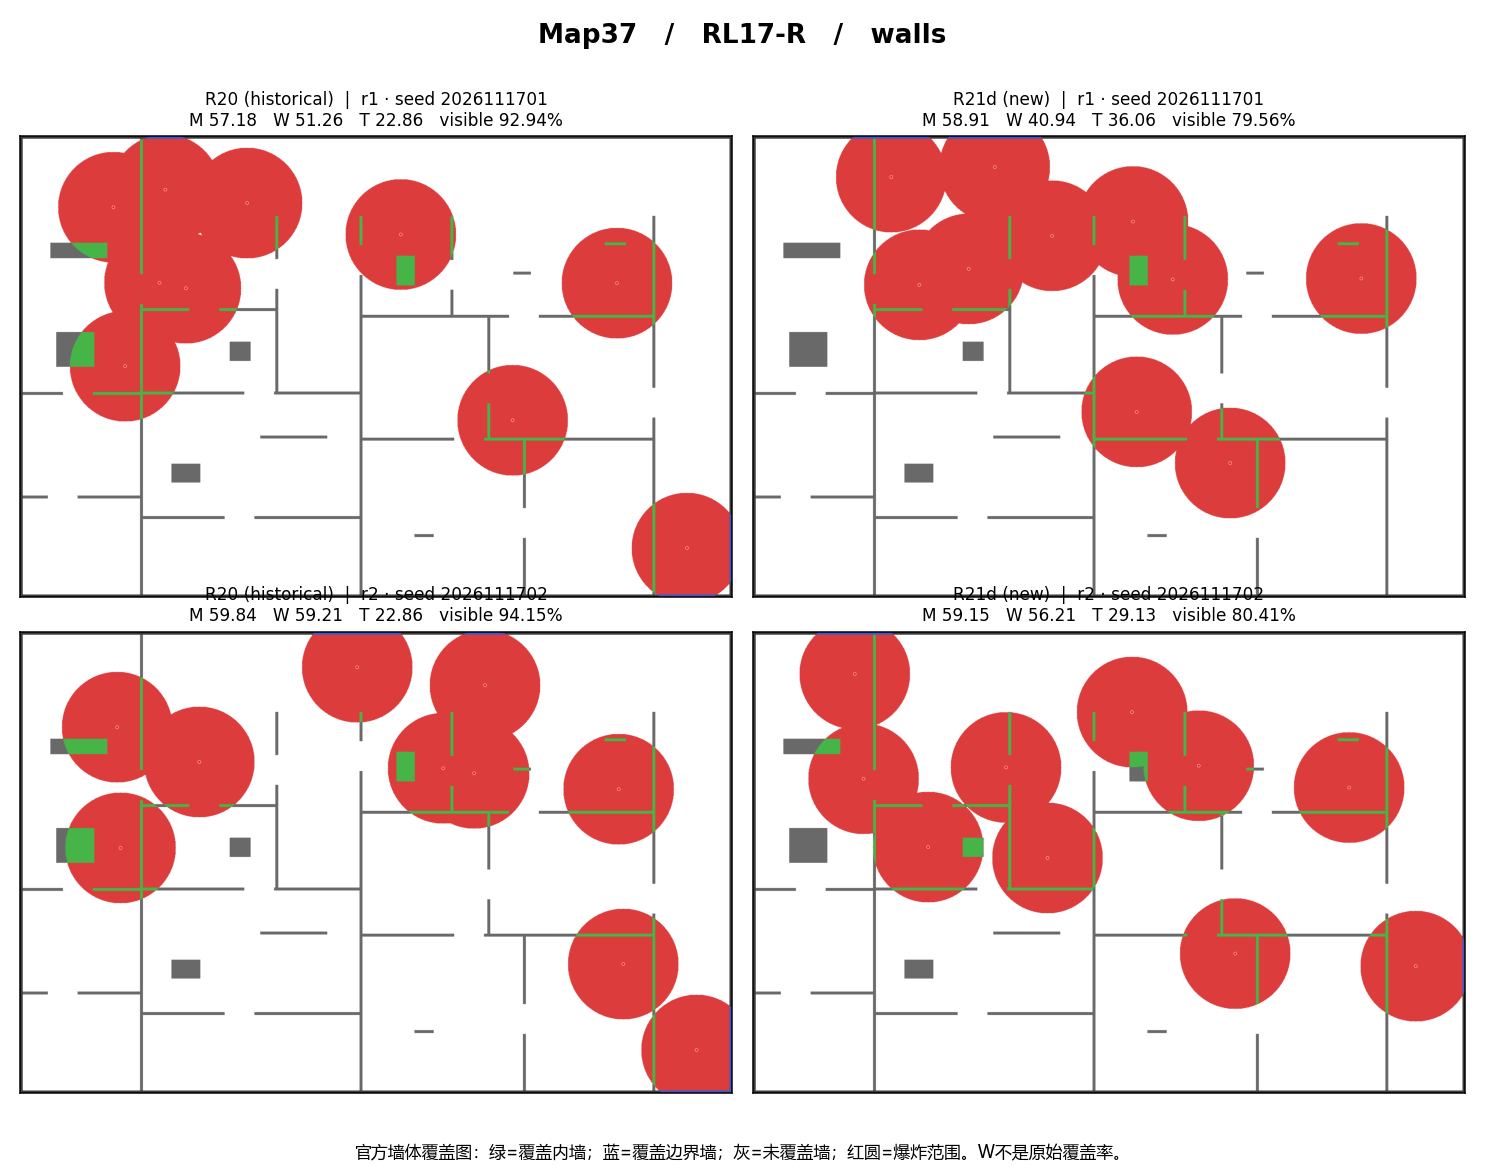 Map37 / RL17-R / walls
R20 (historical) | r1 · seed 2026111701
M 57.18 W 51.26 T 22.86 visible 92.94%
R21d (new) | r1 · seed 2026111701
M 58.91 W 40.94 T 36.06 visible 79.56%
R20 (historical) | r2 · seed 2026111702
M 59.84 W 59.21 T 22.86 visible 94.15%
R21d (new) | r2 · seed 2026111702
M 59.15 W 56.21 T 29.13 visible 80.41%
官方墙体覆盖图：绿=覆盖内墙；蓝=覆盖边界墙；灰=未覆盖墙；红圆=爆炸范围。W不是原始覆盖率。